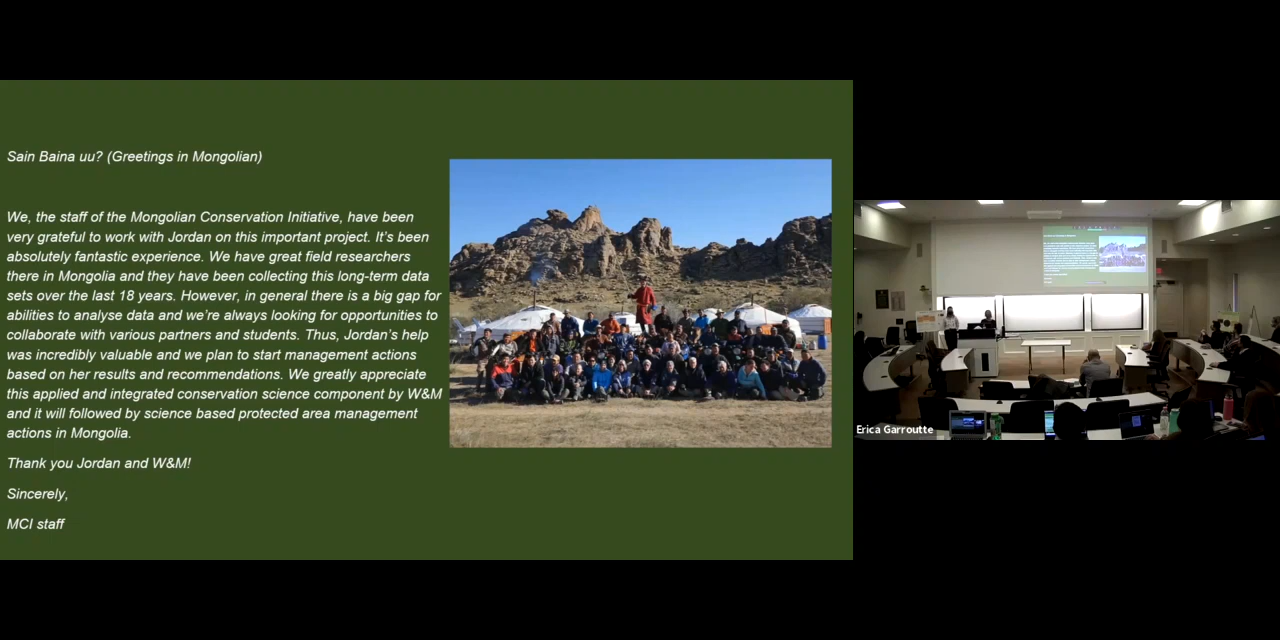 Sain Baina uu? (Greetings in Mongolian)
We, the staff of the Mongolian Conservation Initiative, have been
very grateful to work with Jordan on this important project. It's been
absolutely fantastic experience. We have great field researchers
there in Mongolia and they have been collecting this long-term data
sets over the last 18 years. However, in general there is a big gap for
abilities to analyse data and we're always looking for opportunities to
collaborate with various partners and students. Thus, Jordan's help
was incredibly valuable and we plan to start management actions
based on her results and recommendations. We greatly appreciate
this applied and integrated conservation science component by W&M
and it will followed by science based protected area management
actions in Mongolia.
Thank you Jordan and W&M!
Sincerely,
MCI staff
Erica Garroutte